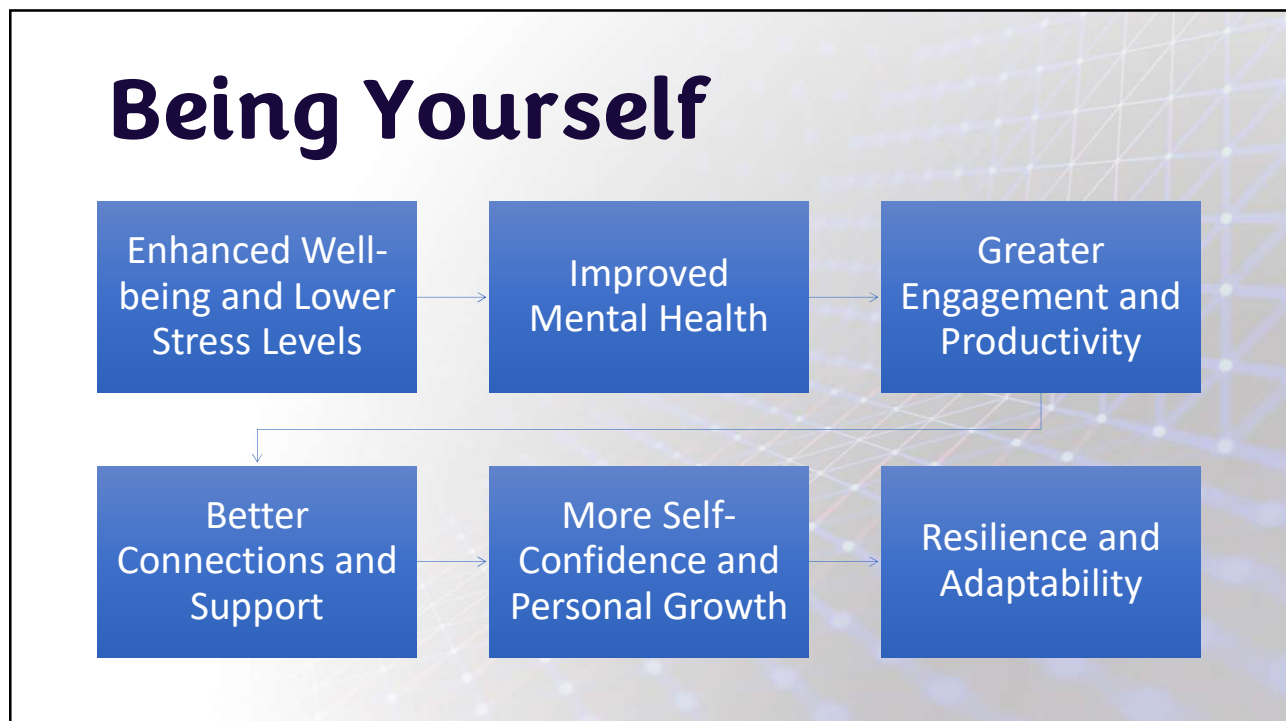 Being Yourself
Enhanced Well-
being and Lower
Stress Levels
Improved
Mental Health
Greater
Engagement and
Productivity
Better
Connections and
Support
More Self-
Confidence and
Personal Growth
Resilience and
Adaptability